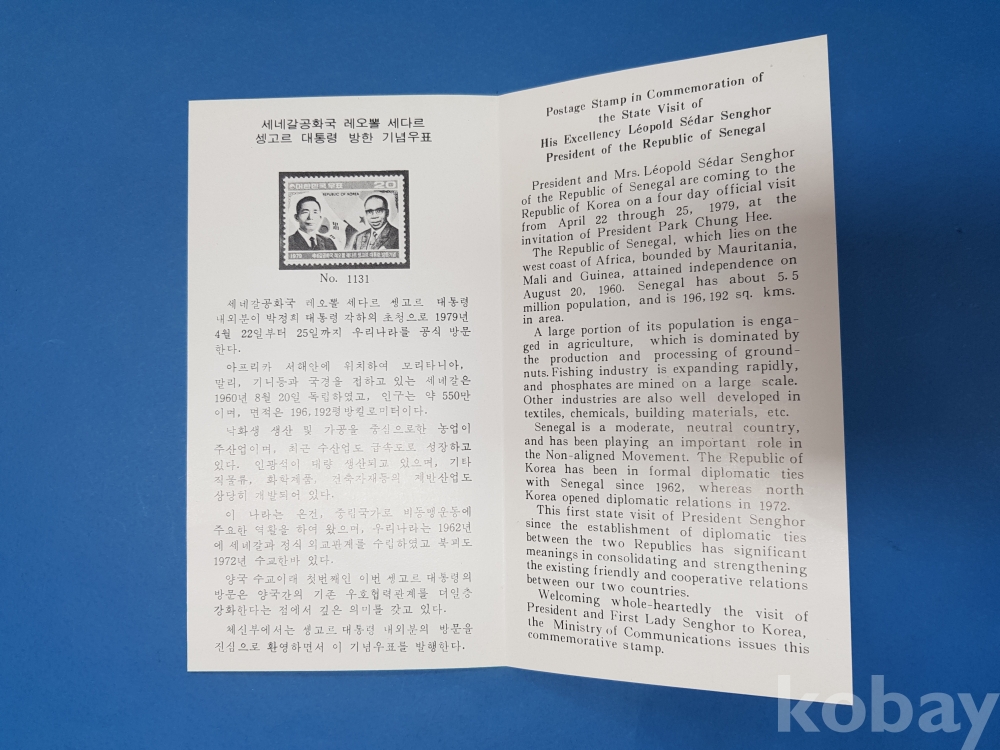 세네갈공화국 레오뽈 세다르
셍고르 대통령 방한 기념우표
대한민국우표 20
REPUBLIC OF KOREA
1979 세네갈공화국 레오뽈 세다르 셍고르 대통령 방한기념
No. 1131
세네갈공화국 레오뽈 세다르 셍고르 대통령
내외분이 박정희 대통령 각하의 초청으로 1979년
4월 22일부터 25일까지 우리나라를 공식 방문
한다.
아프리카 서해안에 위치하여 모리타니아,
말리, 기니등과 국경을 접하고 있는 세네갈은
1960년 8월 20일 독립하였고, 인구는 약 550만
이며, 면적은 196,192평방킬로미터이다.
낙화생 생산 및 가공을 중심으로한 농업이
주산업이며, 최근 수산업도 급속도로 성장하고
있다. 인광석이 대량 생산되고 있으며, 기타
직물류, 화학제품, 건축자재등의 제반산업도
상당히 개발되어 있다.
이 나라는 온건, 중립국가로 비동맹운동에
주요한 역활을 하여 왔으며, 우리나라는 1962년
에 세네갈과 정식 외교관계를 수립하였고 북괴도
1972년 수교한바 있다.
양국 수교이래 첫번째인 이번 셍고르 대통령의
방문은 양국간의 기존 우호협력관계를 더일층
강화한다는 점에서 깊은 의미를 갖고 있다.
체신부에서는 셍고르 대통령 내외분의 방문을
진심으로 환영하면서 이 기념우표를 발행한다.
Postage Stamp in Commemoration of
the State Visit of
His Excellency Léopold Sédar Senghor
President of the Republic of Senegal
President and Mrs. Léopold Sédar Senghor
of the Republic of Senegal are coming to the
Republic of Korea on a four day official visit
from April 22 through 25, 1979, at the
invitation of President Park Chung Hee.
The Republic of Senegal, which lies on the
west coast of Africa, bounded by Mauritania,
Mali and Guinea, attained independence on
August 20, 1960. Senegal has about 5.5
million population, and is 196,192 sq. kms.
in area.
A large portion of its population is enga-
ged in agriculture, which is dominated by
the production and processing of ground-
nuts. Fishing industry is expanding rapidly,
and phosphates are mined on a large scale.
Other industries are also well developed in
textiles, chemicals, building materials, etc.
Senegal is a moderate, neutral country,
and has been playing an important role in
the Non-aligned Movement. The Republic of
Korea has been in formal diplomatic ties
with Senegal since 1962, whereas north
Korea opened diplomatic relations in 1972.
This first state visit of President Senghor
since the establishment of diplomatic ties
between the two Republics has significant
meanings in consolidating and strengthening
the existing friendly and cooperative relations
between our two countries.
Welcoming whole-heartedly the visit of
President and First Lady Senghor to Korea,
the Ministry of Communications issues this
commemorative stamp.
kobay